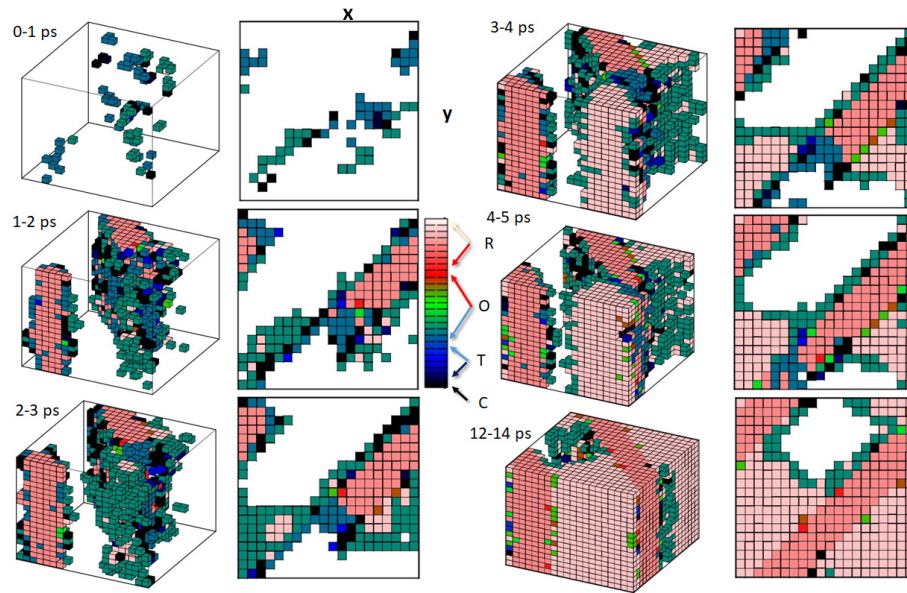 0-1 ps
x
y
3-4 ps
1-2 ps
4-5 ps
R
O
T
C
2-3 ps
12-14 ps